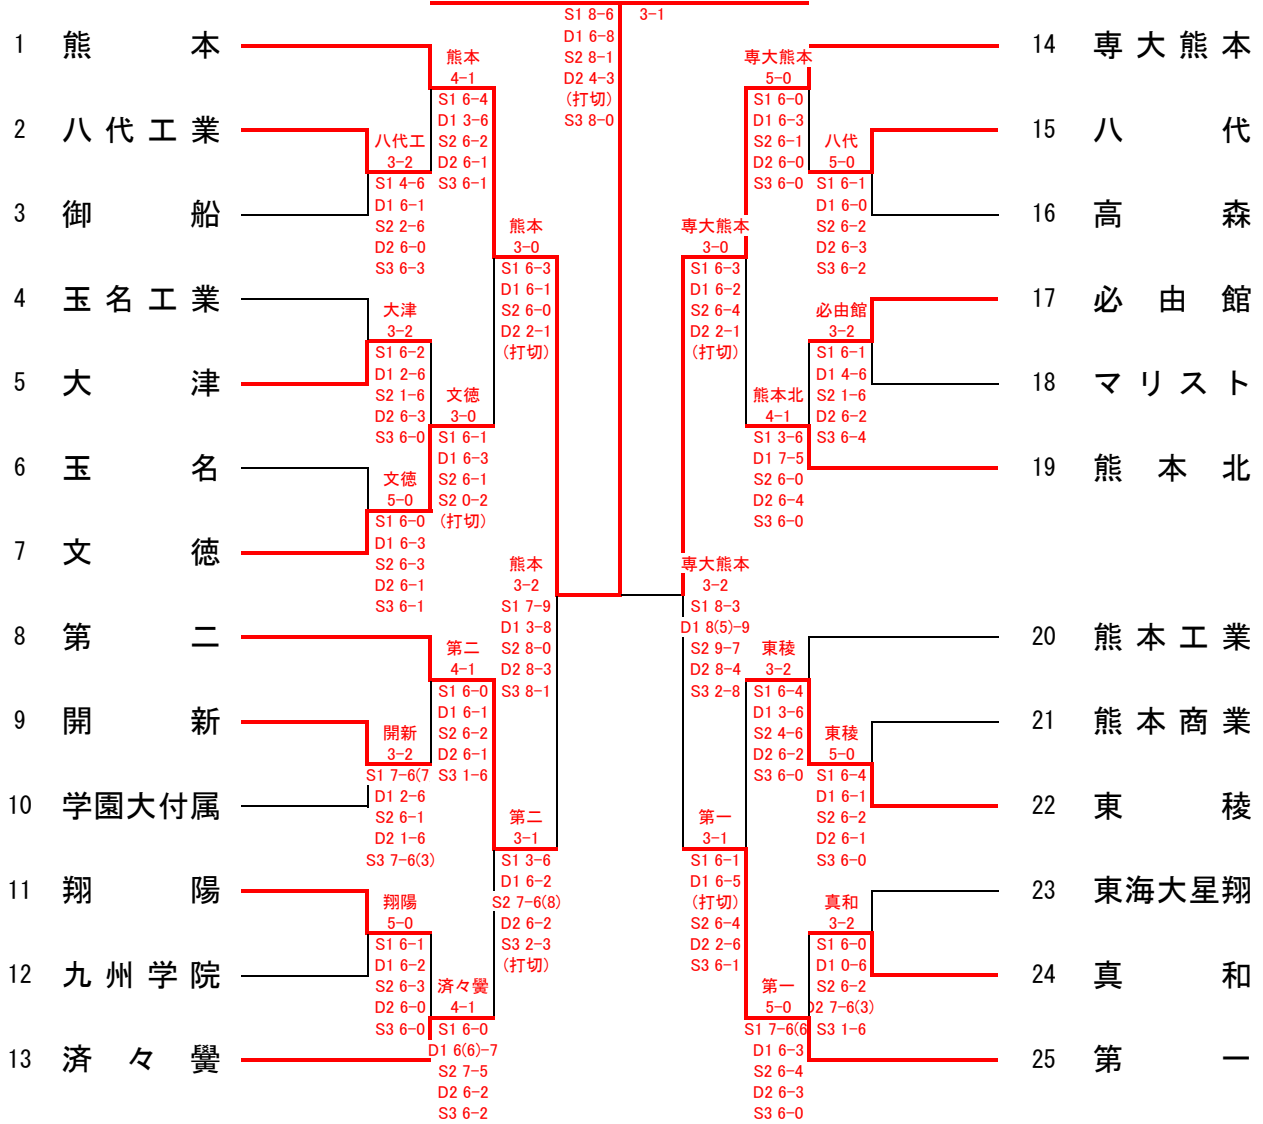 S1 8-6
D1 6-8
S2 8-1
D2 4-3
(打切)
S3 8-0
3-1
1 熊本
2 八代工業
3 御船
4 玉名工業
5 大津
6 玉名
7 文徳
8 第二
9 開新
10 学園大付属
11 翔陽
12 九州学院
13 済々黌
八代工
3-2
S1 4-6
D1 6-1
S2 2-6
D2 6-0
S3 6-3
大津
3-2
S1 6-2
D1 2-6
S2 1-6
D2 6-3
S3 6-0
文徳
5-0
S1 6-0
D1 6-3
S2 6-3
D2 6-1
S3 6-1
開新
3-2
S1 7-6(7
D1 2-6
S2 6-1
D2 1-6
S3 7-6(3)
翔陽
5-0
S1 6-1
D1 6-2
S2 6-3
D2 6-0
S3 6-0
熊本
4-1
S1 6-4
D1 3-6
S2 6-2
D2 6-1
S3 6-1
文徳
3-0
S1 6-1
D1 6-3
S2 6-1
S2 0-2
(打切)
第二
4-1
S1 6-0
D1 6-1
S2 6-2
D2 6-1
S3 1-6
済々黌
4-1
S1 6-0
D1 6(6)-7
S2 7-5
D2 6-2
S3 6-2
熊本
3-0
S1 6-3
D1 6-1
S2 6-0
D2 2-1
(打切)
第二
3-1
S1 3-6
D1 6-2
S2 7-6(8)
D2 6-2
S3 2-3
(打切)
熊本
3-2
S1 7-9
D1 3-8
S2 8-0
D2 8-3
S3 8-1
専大熊本
3-2
S1 8-3
D1 8(5)-9
S2 9-7
D2 8-4
S3 2-8
専大熊本
3-0
S1 6-3
D1 6-2
S2 6-4
D2 2-1
(打切)
第一
3-1
S1 6-1
D1 6-5
(打切)
S2 6-4
D2 2-6
S3 6-1
専大熊本
5-0
S1 6-0
D1 6-3
S2 6-1
D2 6-0
S3 6-0
熊本北
4-1
S1 3-6
D1 7-5
S2 6-0
D2 6-4
S3 6-0
東稜
3-2
S1 6-4
D1 3-6
S2 4-6
D2 6-2
S3 6-0
第一
5-0
S1 7-6(6
D1 6-3
S2 6-4
D2 6-3
S3 6-0
八代
5-0
S1 6-1
D1 6-0
S2 6-2
D2 6-3
S3 6-2
必由館
3-2
S1 6-1
D1 4-6
S2 1-6
D2 6-2
S3 6-4
東稜
5-0
S1 6-4
D1 6-1
S2 6-2
D2 6-1
S3 6-0
真和
3-2
S1 6-0
D1 0-6
S2 6-2
D2 7-6(3)
S3 1-6
14 専大熊本
15 八代
16 高森
17 必由館
18 マリスト
19 熊本北
20 熊本工業
21 熊本商業
22 東稜
23 東海大星翔
24 真和
25 第一